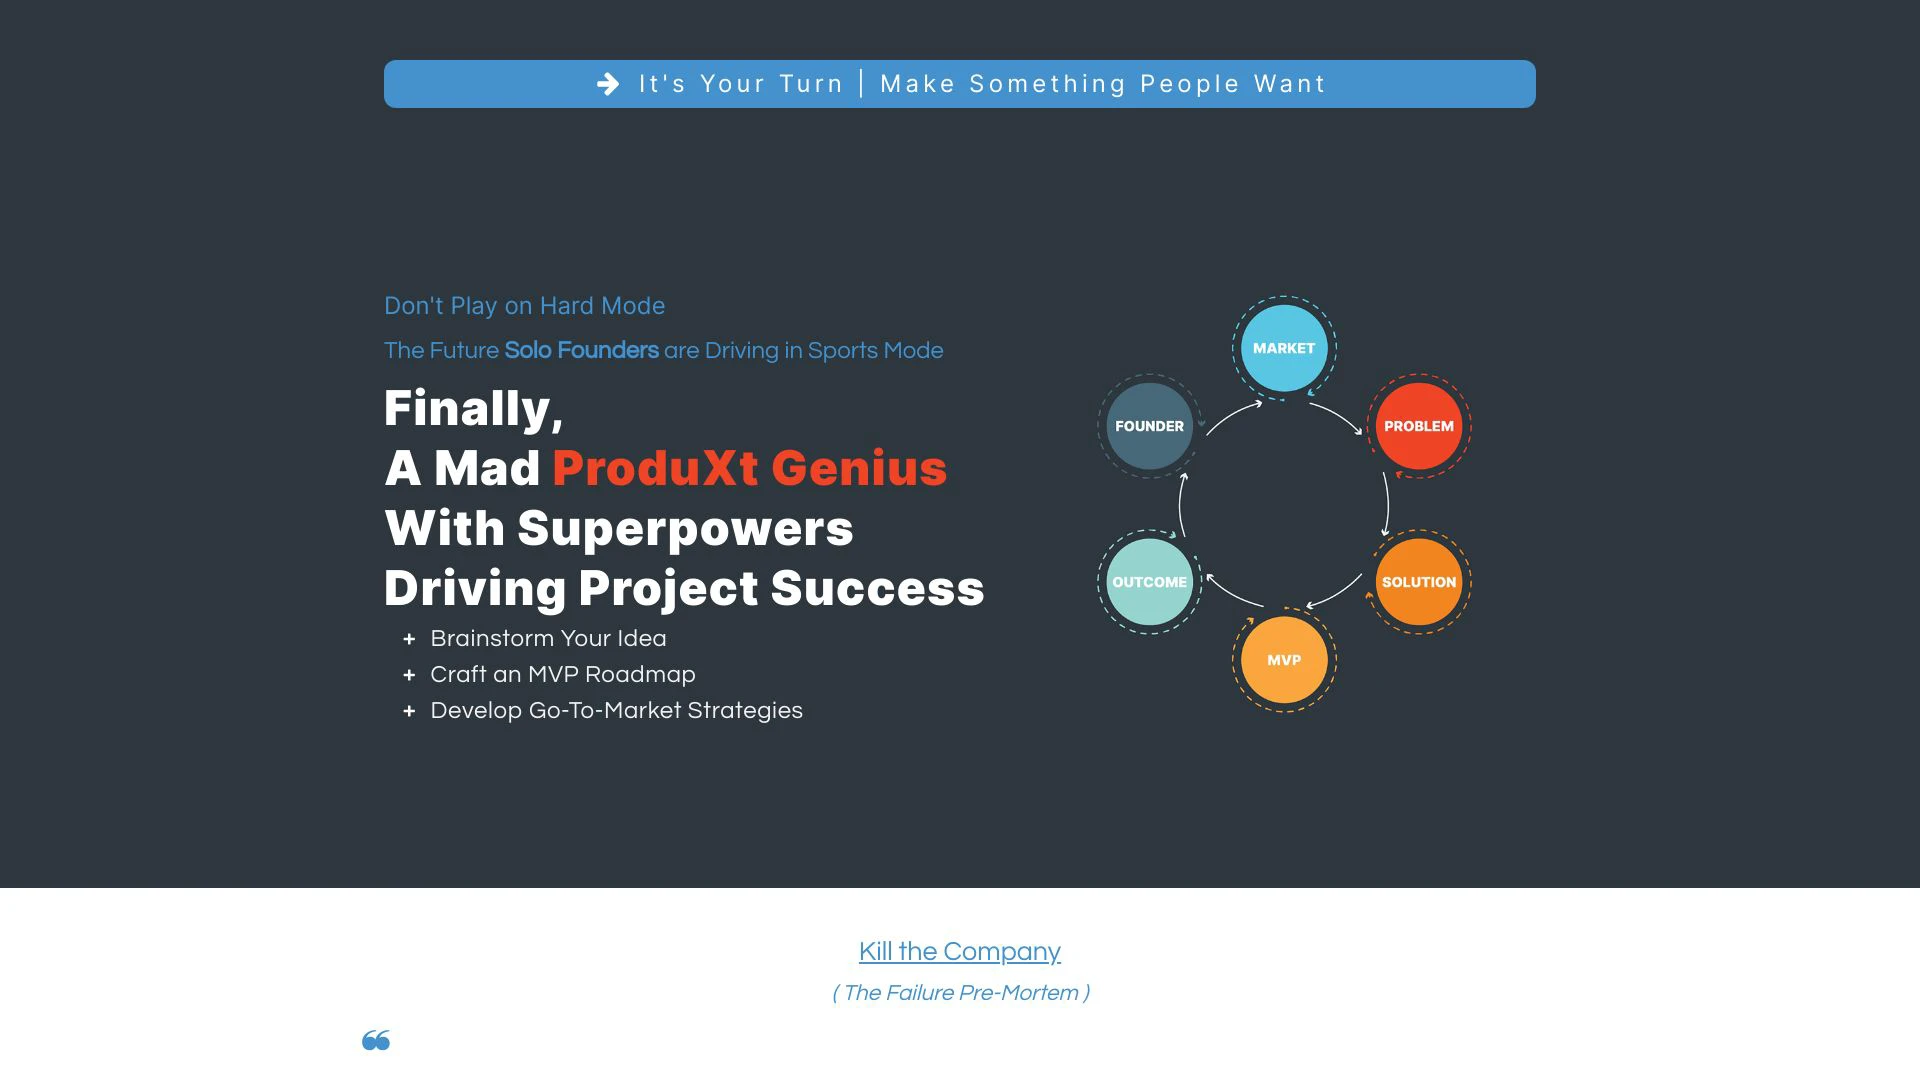 It's Your Turn | Make Something People Want
Don't Play on Hard Mode
The Future Solo Founders are Driving in Sports Mode
Finally,
A Mad ProduXt Genius
With Superpowers
Driving Project Success
+ Brainstorm Your Idea
+ Craft an MVP Roadmap
+ Develop Go-To-Market Strategies
MARKET
FOUNDER
PROBLEM
OUTCOME
SOLUTION
MVP
Kill the Company
( The Failure Pre-Mortem )
❝